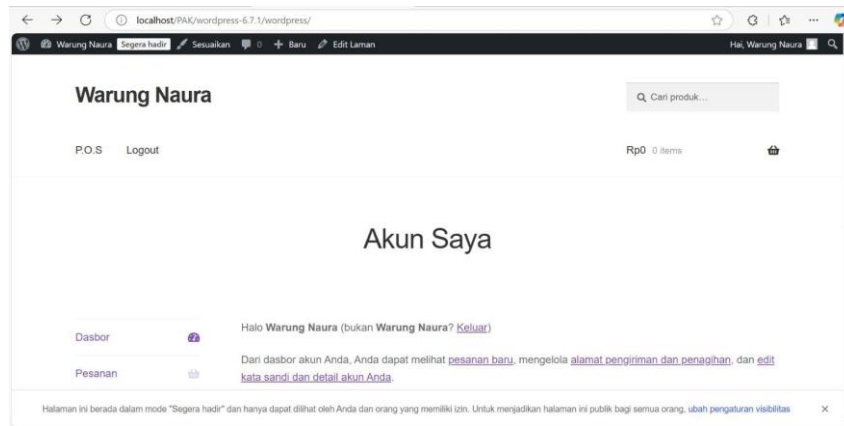 localhost/PAK/wordpress-6.7.1/wordpress/
Warung Naura Segera hadir Sesuaikan 0 + Baru Edit Laman Hai, Warung Naura
Warung Naura
Cari produk...
P.O.S Logout Rp0 0 items
Akun Saya
Dasbor
Pesanan
Halo Warung Naura (bukan Warung Naura? Keluar)
Dari dasbor akun Anda, Anda dapat melihat pesanan baru, mengelola alamat pengiriman dan penagihan, dan edit
kata sandi dan detail akun Anda.
Halaman ini berada dalam mode "Segera hadir" dan hanya dapat dilihat oleh Anda dan orang yang memiliki izin. Untuk menjadikan halaman ini publik bagi semua orang, ubah pengaturan visibilitas